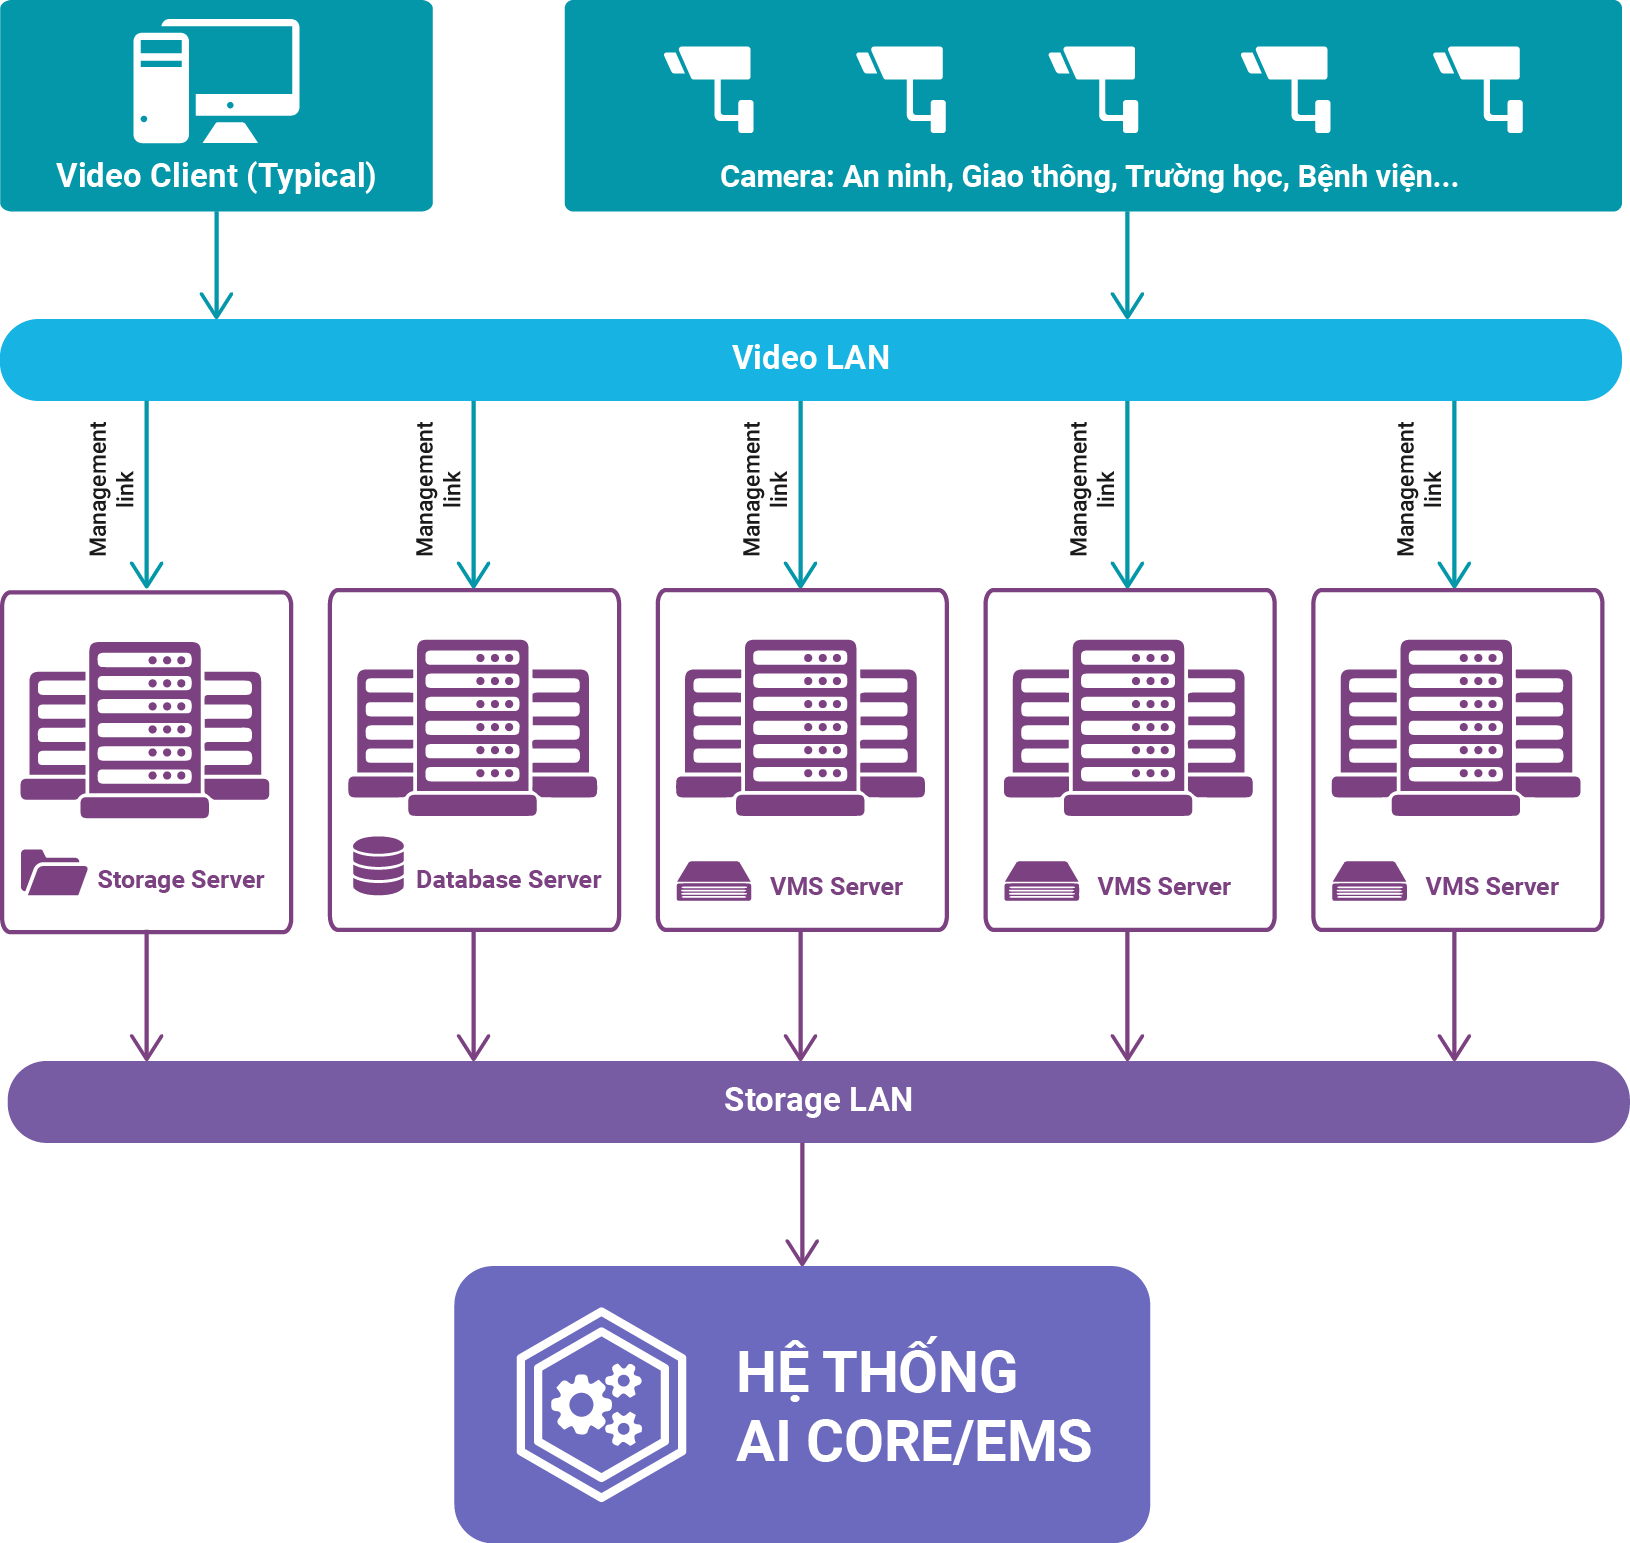 Video Client (Typical)
Camera: An ninh, Giao thông, Trường học, Bệnh viện...
Video LAN
Management
link
Management
link
Management
link
Management
link
Management
link
Storage Server
Database Server
VMS Server
VMS Server
VMS Server
Storage LAN
HỆ THỐNG
AI CORE/EMS